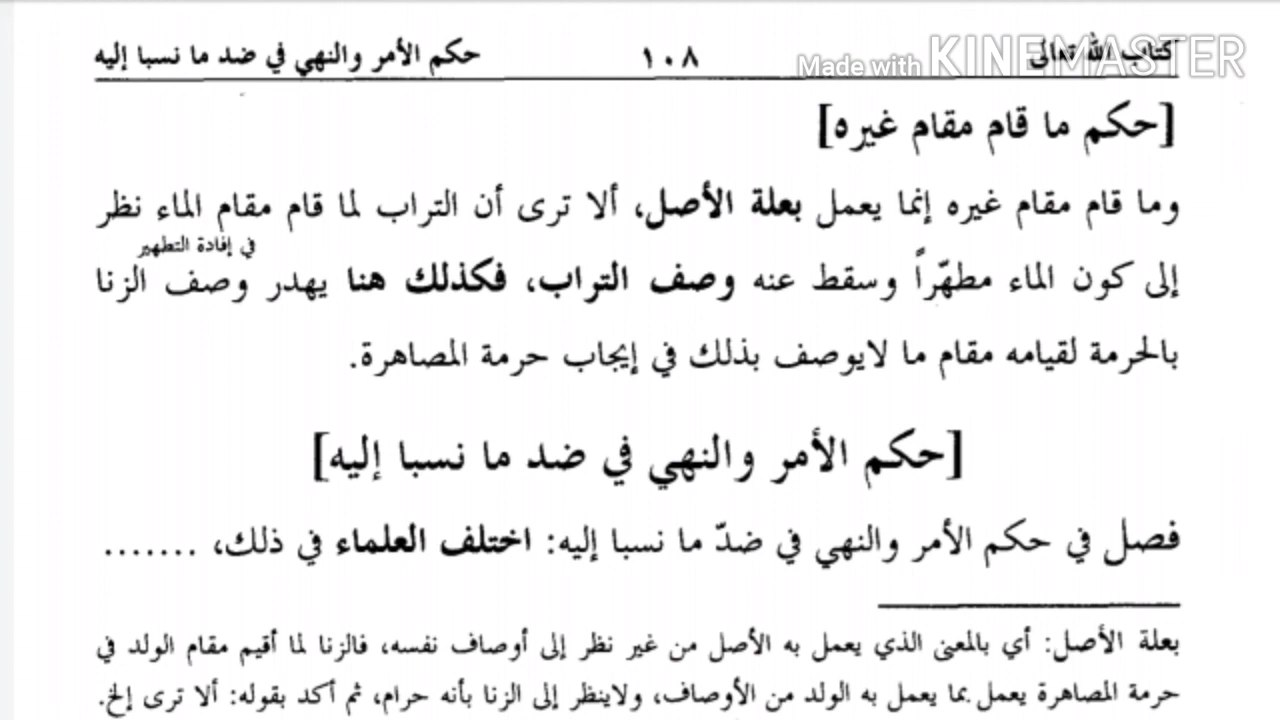 كتاب الله تعالى ١٠٨ حكم الأمر والنهي في ضد ما نسبا إليه
Made with KINEMASTER
[حكم ما قام مقام غيره]
وما قام مقام غيره إنما يعمل بعلة الأصل، ألا ترى أن التراب لما قام مقام الماء نظر
في إفادة التطهير
إلى كون الماء مطهّراً وسقط عنه وصف التراب، فكذلك هنا يهدر وصف الزنا
بالحرمة لقيامه مقام ما لايوصف بذلك في إيجاب حرمة المصاهرة.
[حكم الأمر والنهي في ضد ما نسبا إليه]
فصل في حكم الأمر والنهي في ضدّ ما نسبا إليه: اختلف العلماء في ذلك، .......
بعلة الأصل: أي بالمعنى الذي يعمل به الأصل من غير نظر إلى أوصاف نفسه، فالزنا لما أقيم مقام الولد في
حرمة المصاهرة يعمل بما يعمل به الولد من الأوصاف، ولاينظر إلى الزنا بأنه حرام، ثم أكد بقوله: ألا ترى إلخ.